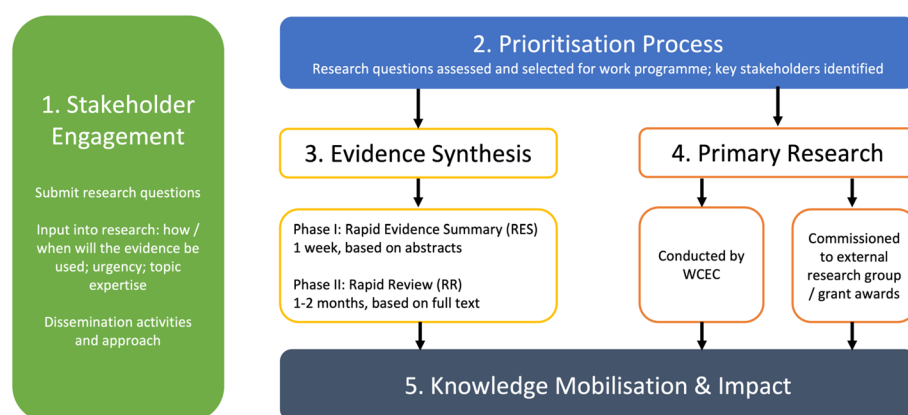 1. Stakeholder
Engagement
Submit research questions
Input into research: how /
when will the evidence be
used; urgency; topic
expertise
Dissemination activities
and approach
2. Prioritisation Process
Research questions assessed and selected for work programme; key stakeholders identified
3. Evidence Synthesis
Phase I: Rapid Evidence Summary (RES)
1 week, based on abstracts
Phase II: Rapid Review (RR)
1-2 months, based on full text
4. Primary Research
Conducted by
WCEC
Commissioned
to external
research group
/ grant awards
5. Knowledge Mobilisation & Impact